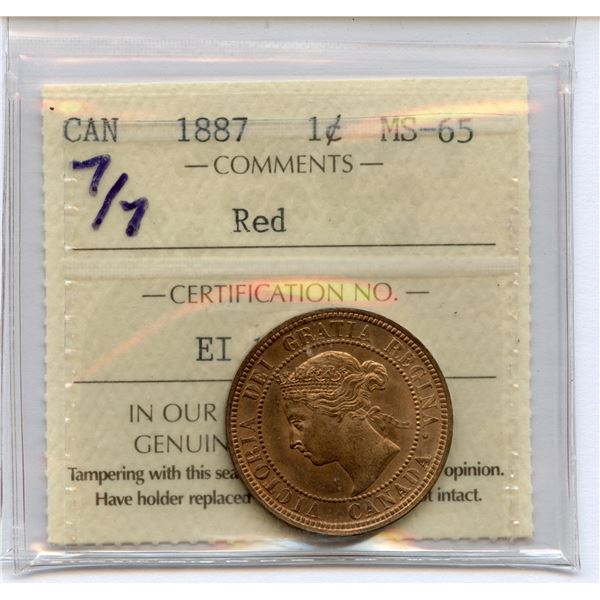 CAN 1887 1¢ MS-65
— COMMENTS —
7/7
Red
— CERTIFICATION NO. —
EI
IN OUR
GENUIN
Tampering with this sea opinion.
Have holder replaced t intact.
VICTORIA DEI GRATIA REGINA.
CANADA